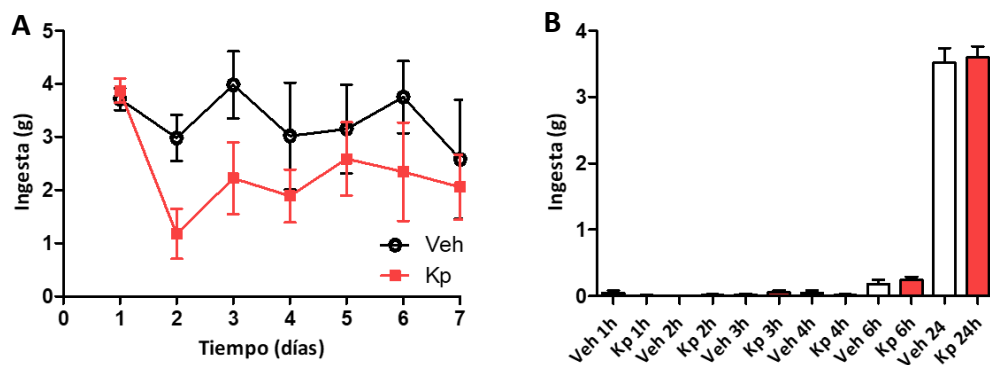 A
Ingesta (g)
5
4
3
2
1
0
0 1 2 3 4 5 6 7
Tiempo (días)
Veh
Kp
B
Ingesta (g)
4
3
2
1
0
Veh 1h
Kp 1h
Veh 2h
Kp 2h
Veh 3h
Kp 3h
Veh 4h
Kp 4h
Veh 6h
Kp 6h
Veh 24
Kp 24h